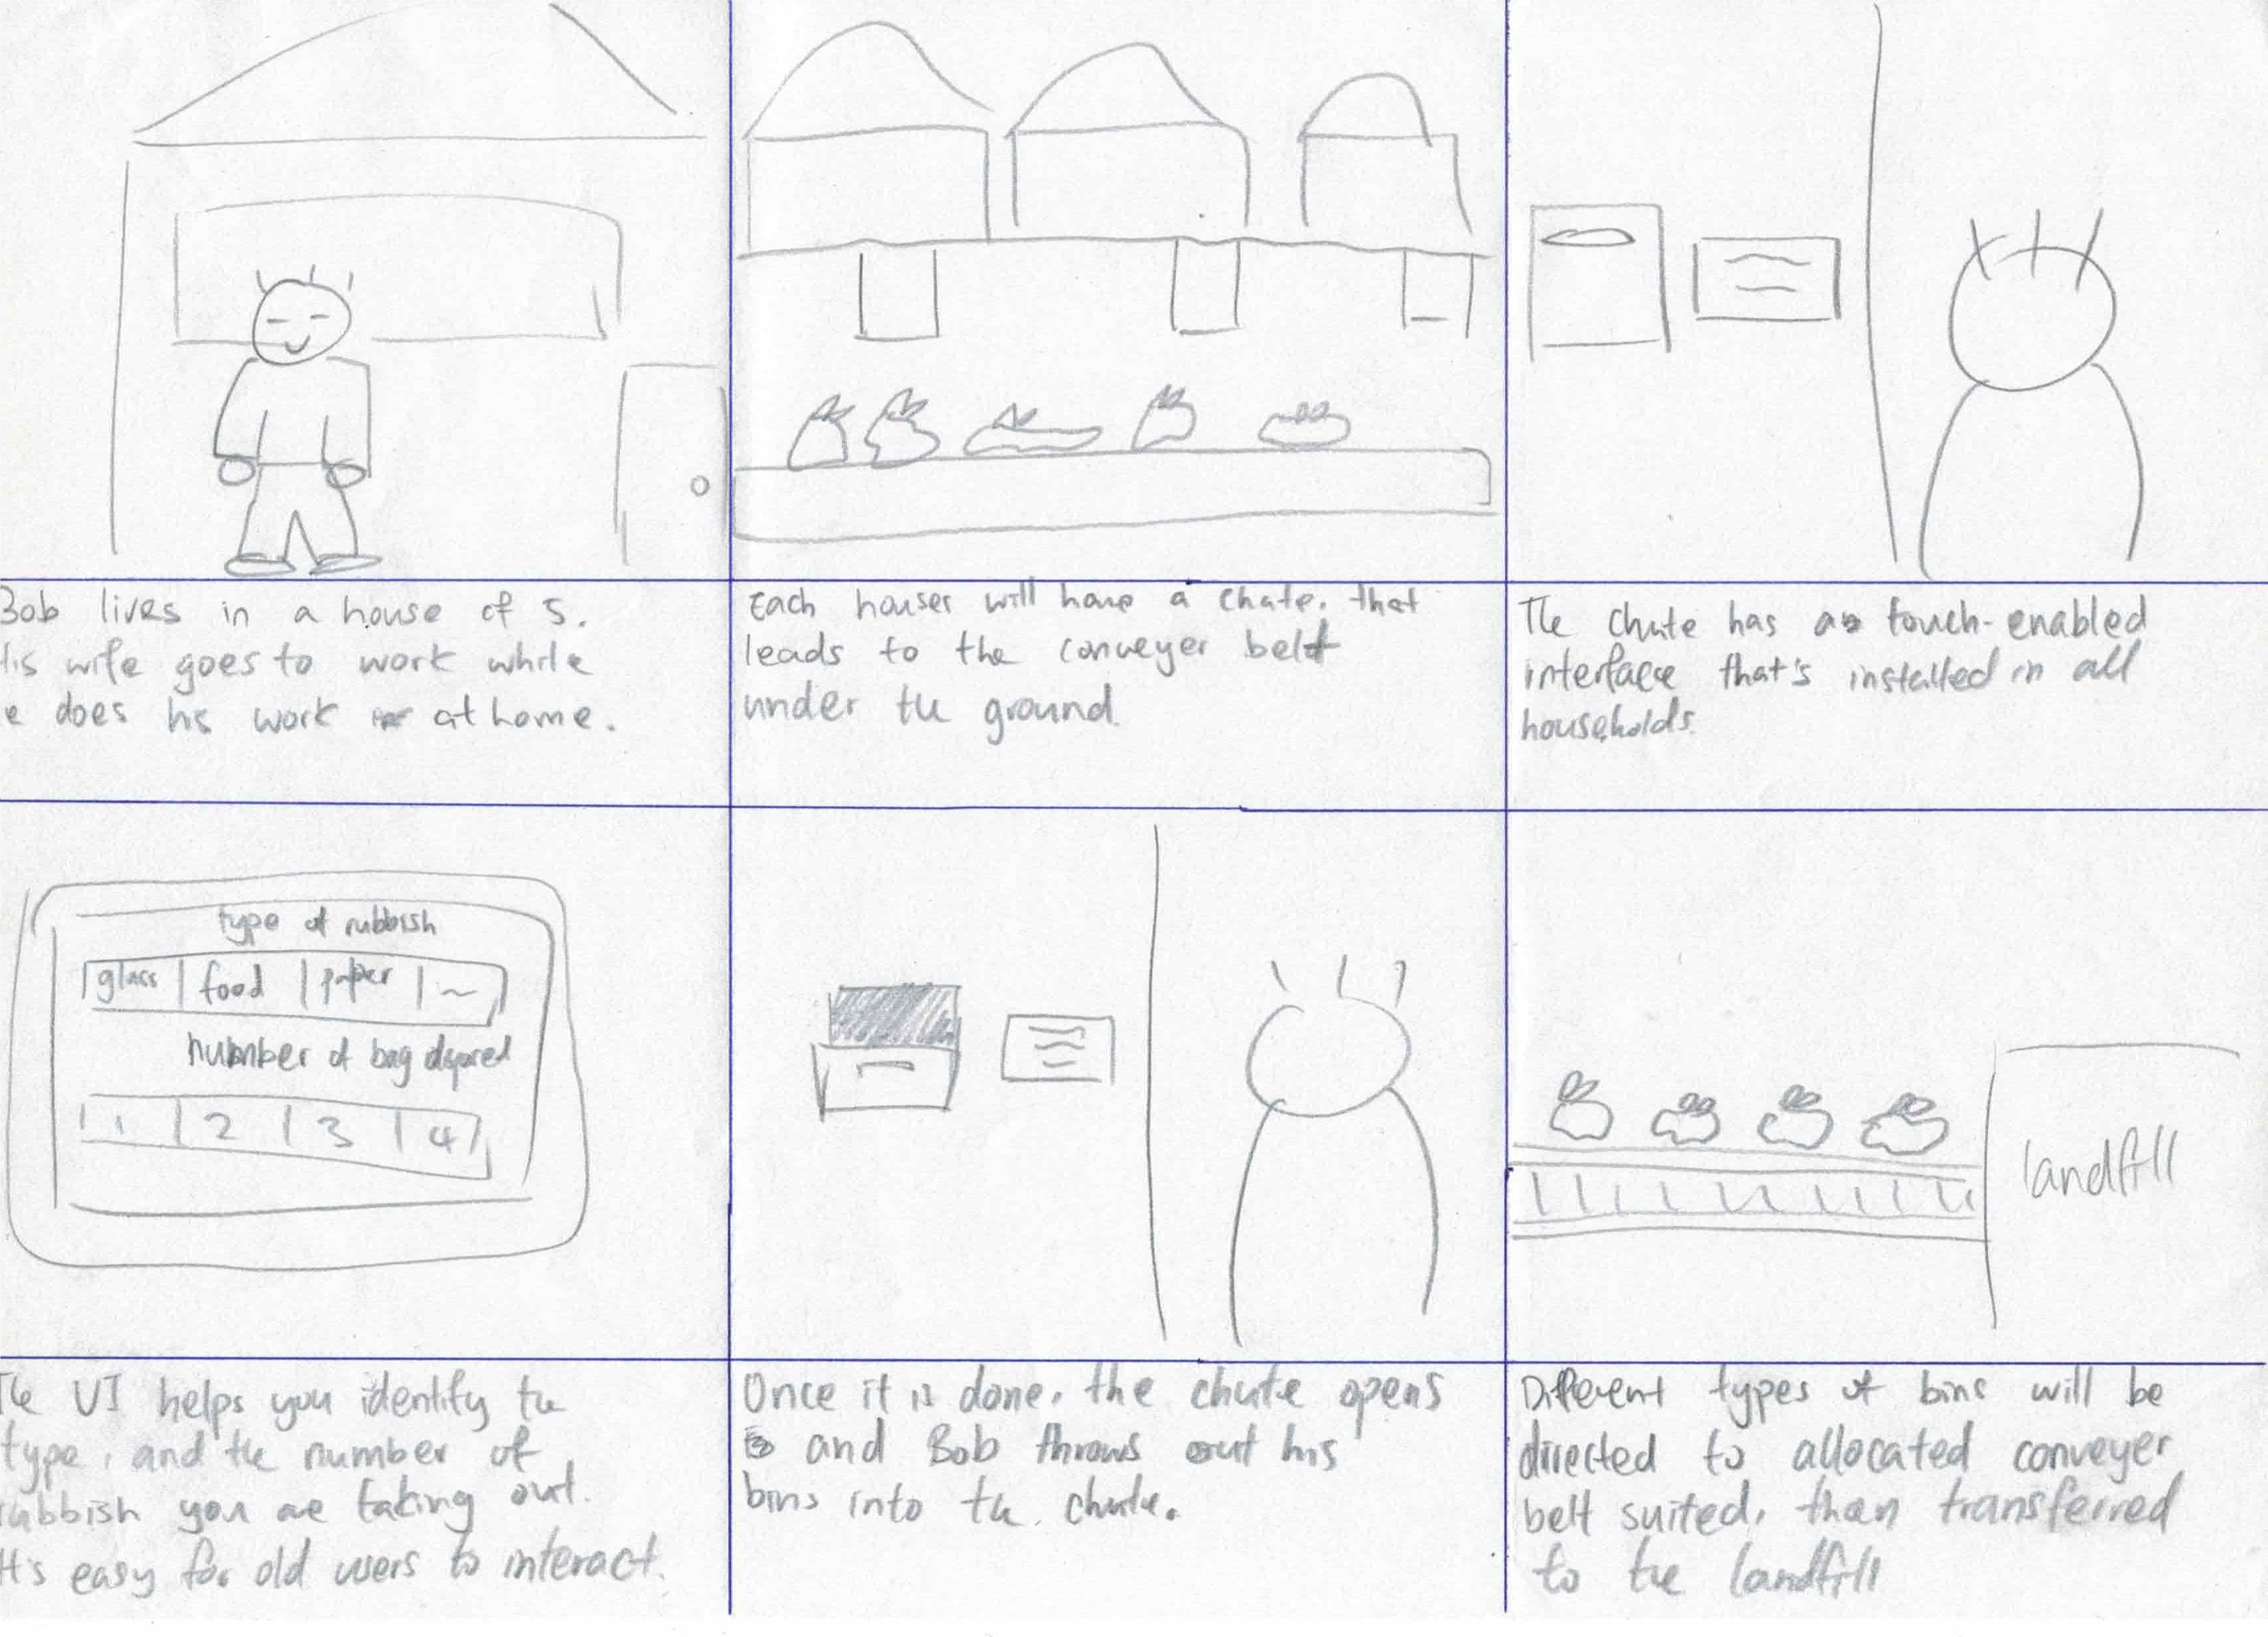 Bob lives in a house of 5.
His wife goes to work while
e does his work at home.
Each houses will have a chute. that
leads to the conveyer belt
under the ground.
The chute has a touch-enabled
interface that's installed in all
households.
type of rubbish
glass food paper ~
number of bag disposed
1 2 3 4
landfill
The UI helps you identify the
type, and the number of
rubbish you are taking out.
It's easy for old users to interact.
Once it is done, the chute opens
and Bob throws out his
bins into the chute.
Different types of bins will be
directed to allocated conveyer
belt suited, than transferred
to the landfill